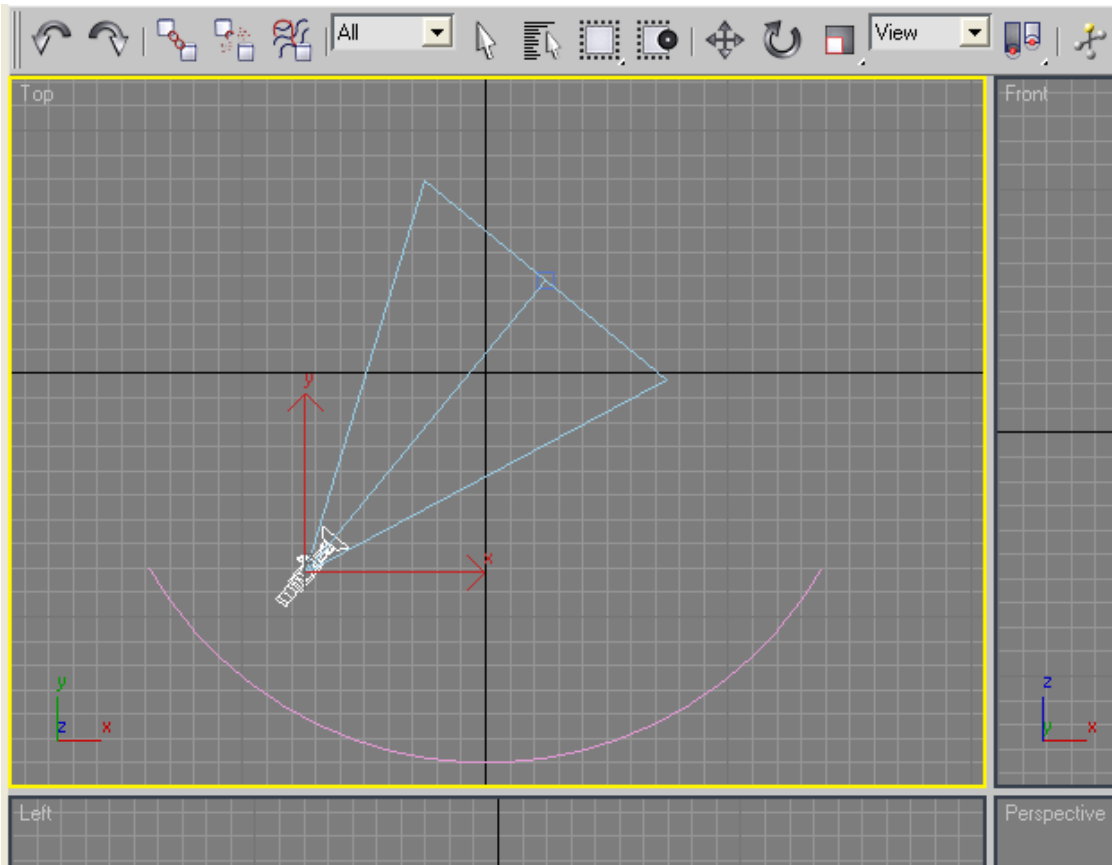 All
View
Top
Front
y
x
y
z x
z
y x
Left
Perspective